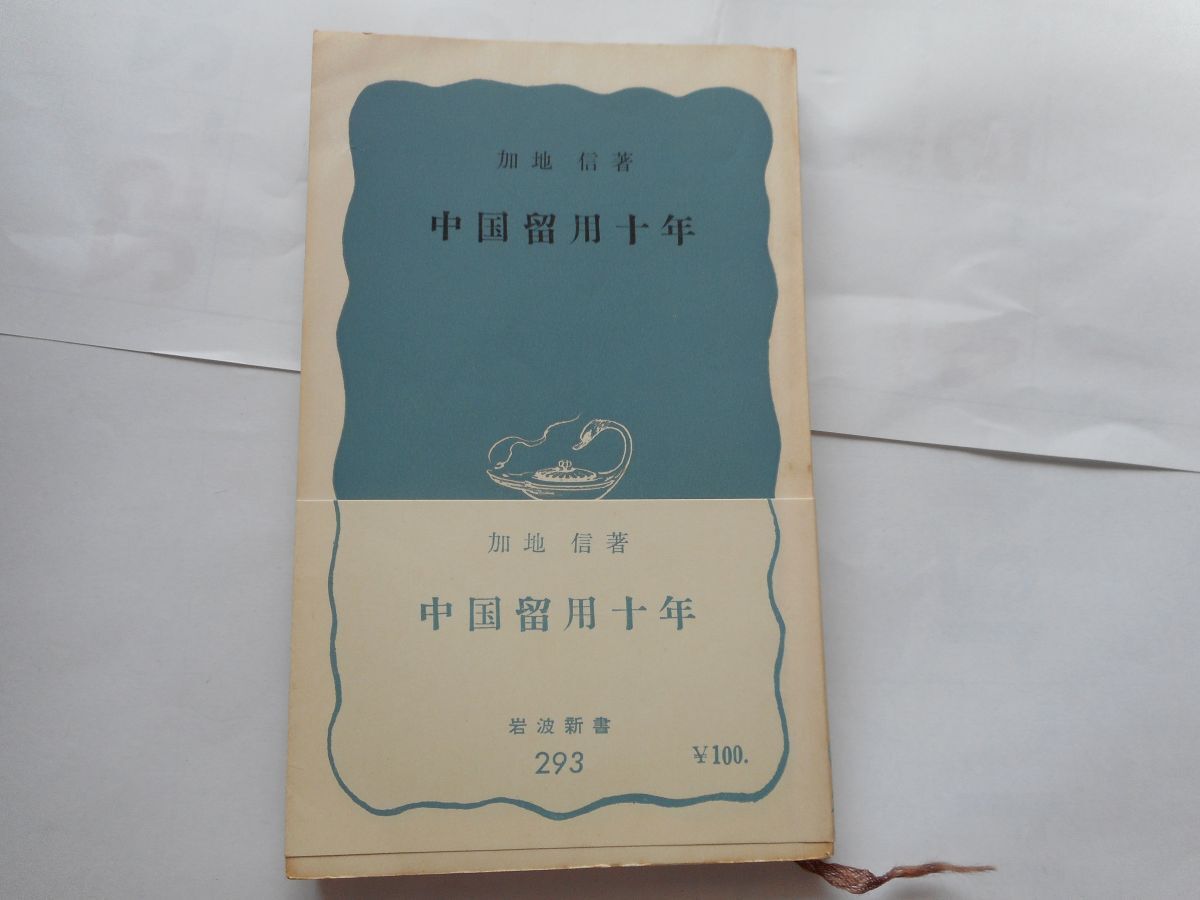 加地 信著
中国留用十年
加地 信著
中国留用十年
岩波新書
293
¥100.